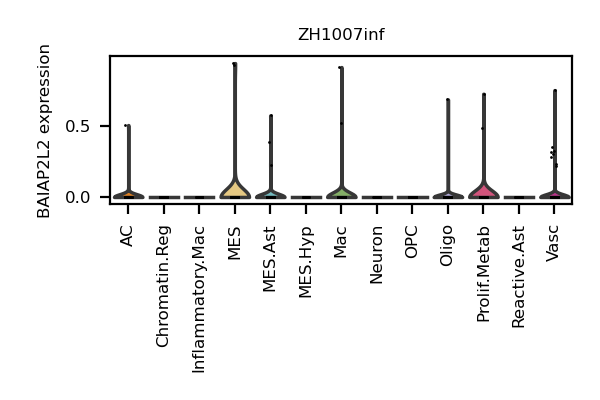 ZH1007inf
BAIAP2L2 expression
0.5
0.0
AC
Chromatin.Reg
Inflammatory.Mac
MES
MES.Ast
MES.Hyp
Mac
Neuron
OPC
Oligo
Prolif.Metab
Reactive.Ast
Vasc